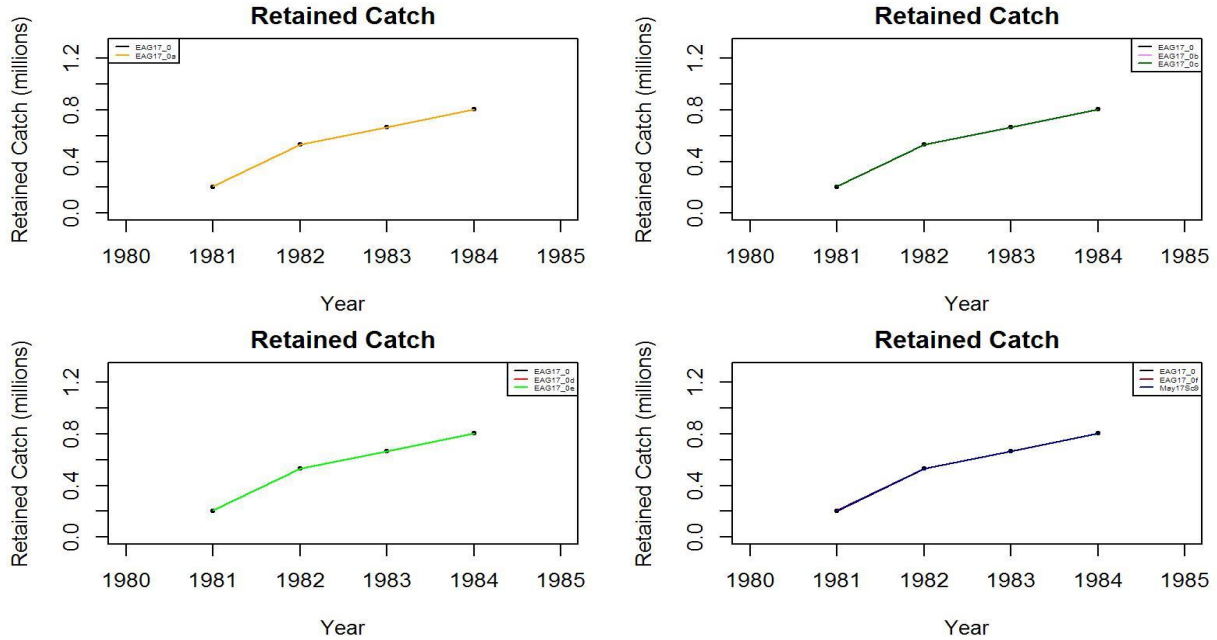 Retained Catch
Retained Catch (millions)
0.0 0.4 0.8 1.2
EAG17_0
EAG17_0a
1980 1981 1982 1983 1984 1985
Year
Retained Catch
Retained Catch (millions)
0.0 0.4 0.8 1.2
EAG17_0
EAG17_0b
EAG17_0c
1980 1981 1982 1983 1984 1985
Year
Retained Catch
Retained Catch (millions)
0.0 0.4 0.8 1.2
EAG17_0
EAG17_0d
EAG17_0e
1980 1981 1982 1983 1984 1985
Year
Retained Catch
Retained Catch (millions)
0.0 0.4 0.8 1.2
EAG17_0
EAG17_0f
May17Sc9
1980 1981 1982 1983 1984 1985
Year